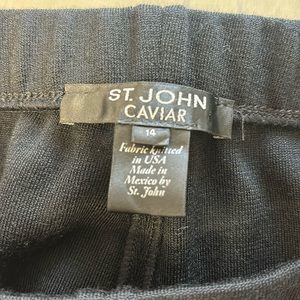 ST. JOHN
CAVIAR
14
Fabric knitted
in USA
Made in
Mexico by
St. John